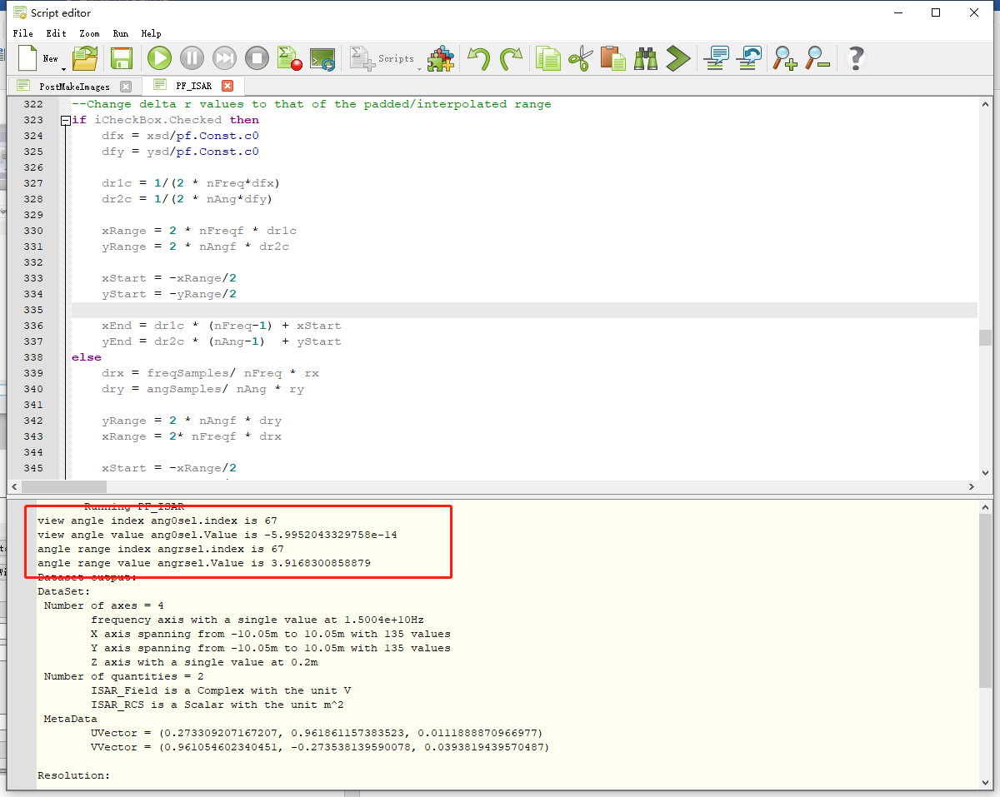 Script editor
File Edit Zoom Run Help
New
Scripts
PostMakeImages
PF_ISAR
322 --Change delta r values to that of the padded/interpolated range
323 if iCheckBox.Checked then
324 dfx = xsd/pf.Const.c0
325 dfy = ysd/pf.Const.c0
326
327 dr1c = 1/(2 * nFreq*dfx)
328 dr2c = 1/(2 * nAng*dfy)
329
330 xRange = 2 * nFreqf * dr1c
331 yRange = 2 * nAngf * dr2c
332
333 xStart = -xRange/2
334 yStart = -yRange/2
335
336 xEnd = dr1c * (nFreq-1) + xStart
337 yEnd = dr2c * (nAng-1)  + yStart
338 else
339 drx = freqSamples/ nFreq * rx
340 dry = angSamples/ nAng * ry
341
342 yRange = 2 * nAngf * dry
343 xRange = 2* nFreqf * drx
344
345 xStart = -xRange/2
Running PF_ISAR
view angle index ang0sel.index is 67
view angle value ang0sel.Value is -5.9952043329758e-14
angle range index angrsel.index is 67
angle range value angrsel.Value is 3.9168300858879
Dataset output:
DataSet:
Number of axes = 4
frequency axis with a single value at 1.5004e+10Hz
X axis spanning from -10.05m to 10.05m with 135 values
Y axis spanning from -10.05m to 10.05m with 135 values
Z axis with a single value at 0.2m
Number of quantities = 2
ISAR_Field is a Complex with the unit V
ISAR_RCS is a Scalar with the unit m^2
MetaData
UVector = (0.273309207167207, 0.961861157383523, 0.0111888870966977)
VVector = (0.961054602340451, -0.273538139590078, 0.0393819439570487)
Resolution: